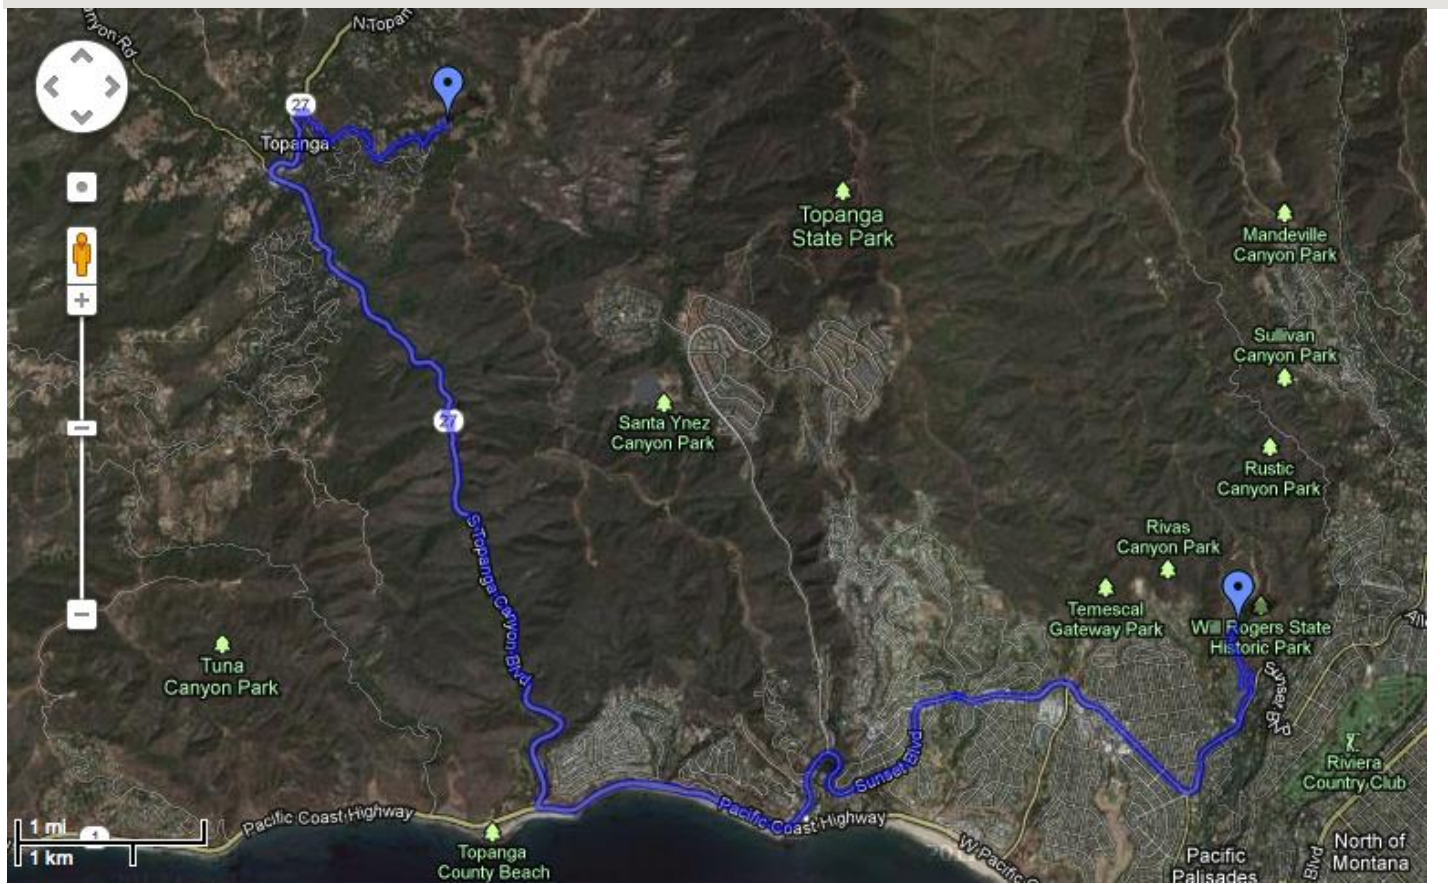 nyon Rd
N Topan
27
Topanga
Topanga
State Park
Mandeville
Canyon Park
Sullivan
Canyon Park
27
Santa Ynez
Canyon Park
Rustic
Canyon Park
Rivas
Canyon Park
S Topanga Canyon Blvd
Temescal
Gateway Park
Will Rogers State
Historic Park
Tuna
Canyon Park
Sunset Blvd
Sunset Blvd
Riviera
Country Club
Pacific Coast Highway
Pacific Coast Highway
1 mi
1
1 km
Topanga
County Beach
W Pacific C
Pacific
Palisades
Blvd
North of
Montana